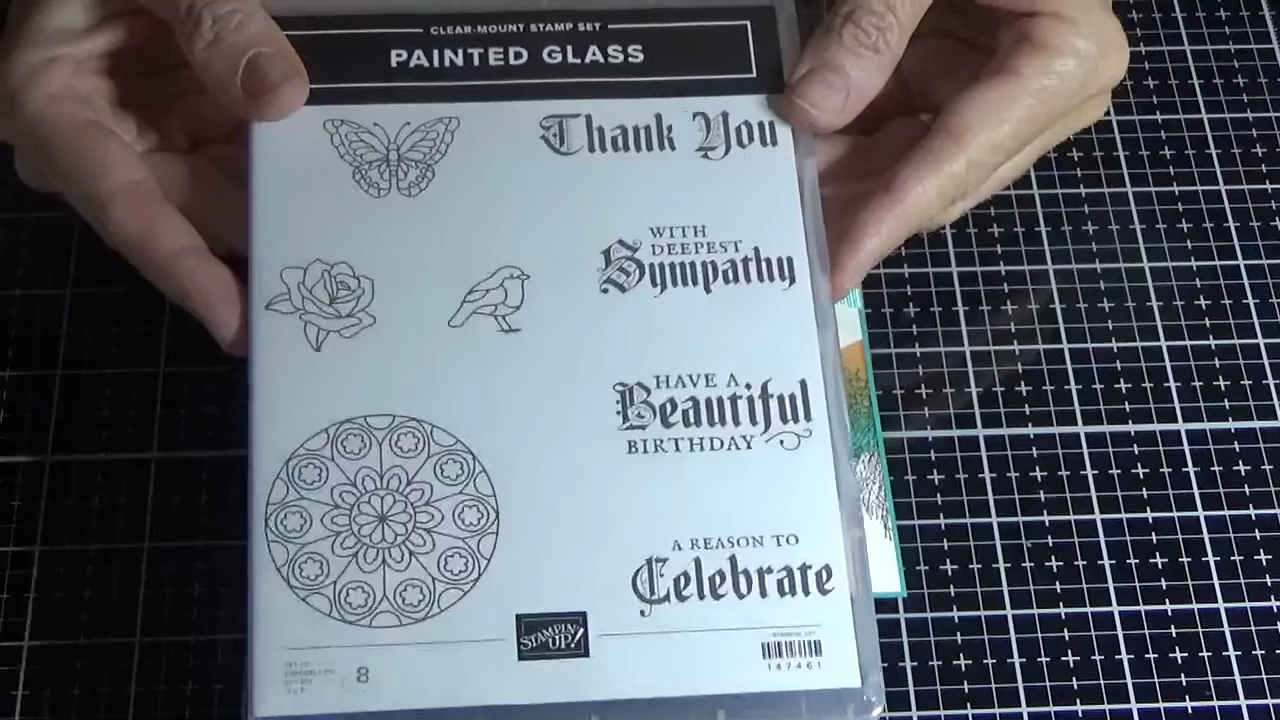 CLEAR-MOUNT STAMP SET
PAINTED GLASS
Thank You
WITH
DEEPEST
Sympathy
HAVE A
Beautiful
BIRTHDAY
A REASON TO
Celebrate
STAMPIN' UP!
8
147461